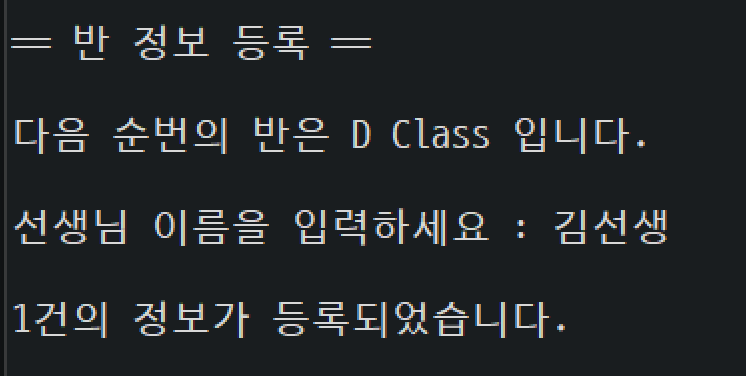 == 반 정보 등록 ==
다음 순번의 반은 D Class 입니다.
선생님 이름을 입력하세요 : 김선생
1건의 정보가 등록되었습니다.